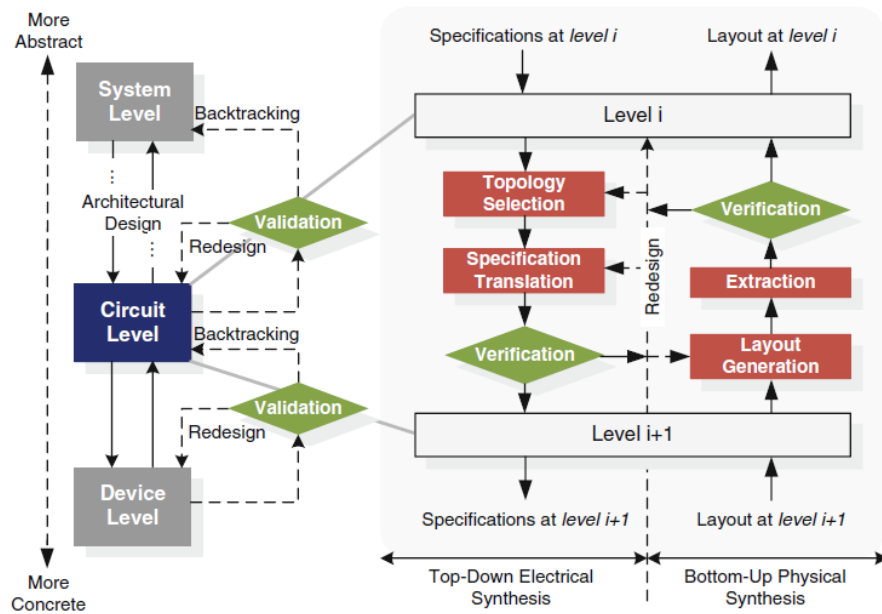 More
Abstract
System
Level
Backtracking
⋮
Architectural
Design
⋮
Validation
Redesign
Circuit
Level
Backtracking
Validation
Redesign
Device
Level
More
Concrete
Specifications at level i
Layout at level i
Level i
Topology
Selection
Specification
Translation
Verification
Redesign
Verification
Extraction
Layout
Generation
Level i+1
Specifications at level i+1
Layout at level i+1
Top-Down Electrical
Synthesis
Bottom-Up Physical
Synthesis